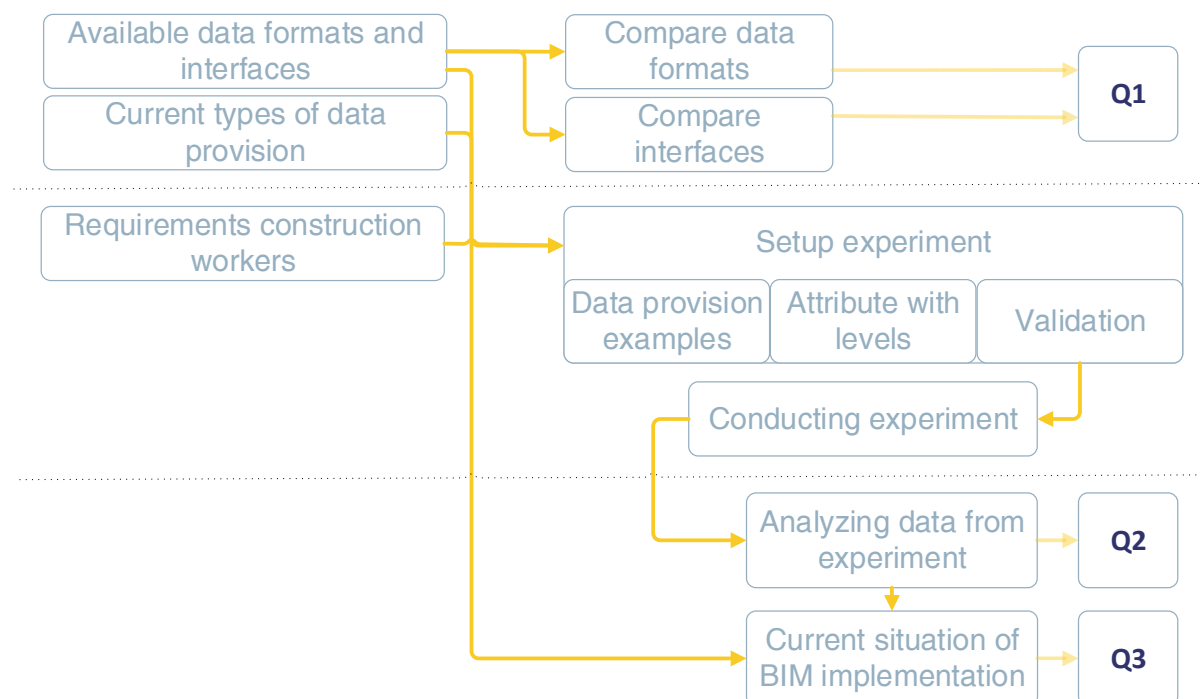 Available data formats and
interfaces
Compare data
formats
Q1
Current types of data
provision
Compare
interfaces
Requirements construction
workers
Setup experiment
Data provision
examples
Attribute with
levels
Validation
Conducting experiment
Analyzing data from
experiment
Q2
Current situation of
BIM implementation
Q3